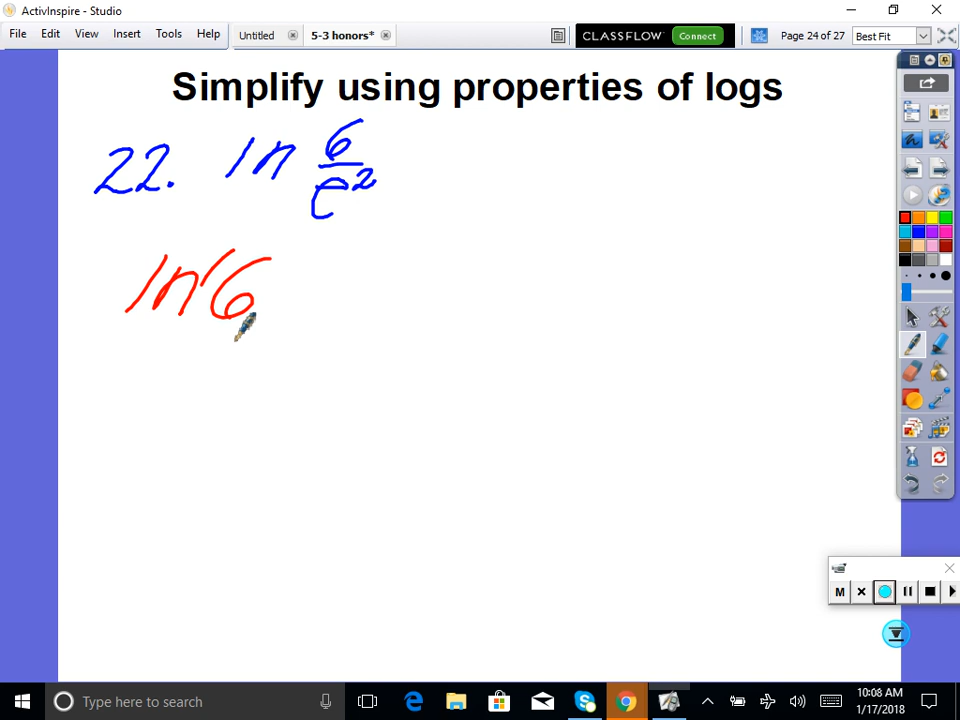 ActivInspire - Studio
File Edit View Insert Tools Help Untitled 5-3 honors* CLASSFLOW Connect Page 24 of 27 Best Fit
Simplify using properties of logs
22. ln 6/e²
ln 6
M
Type here to search
10:08 AM
1/17/2018